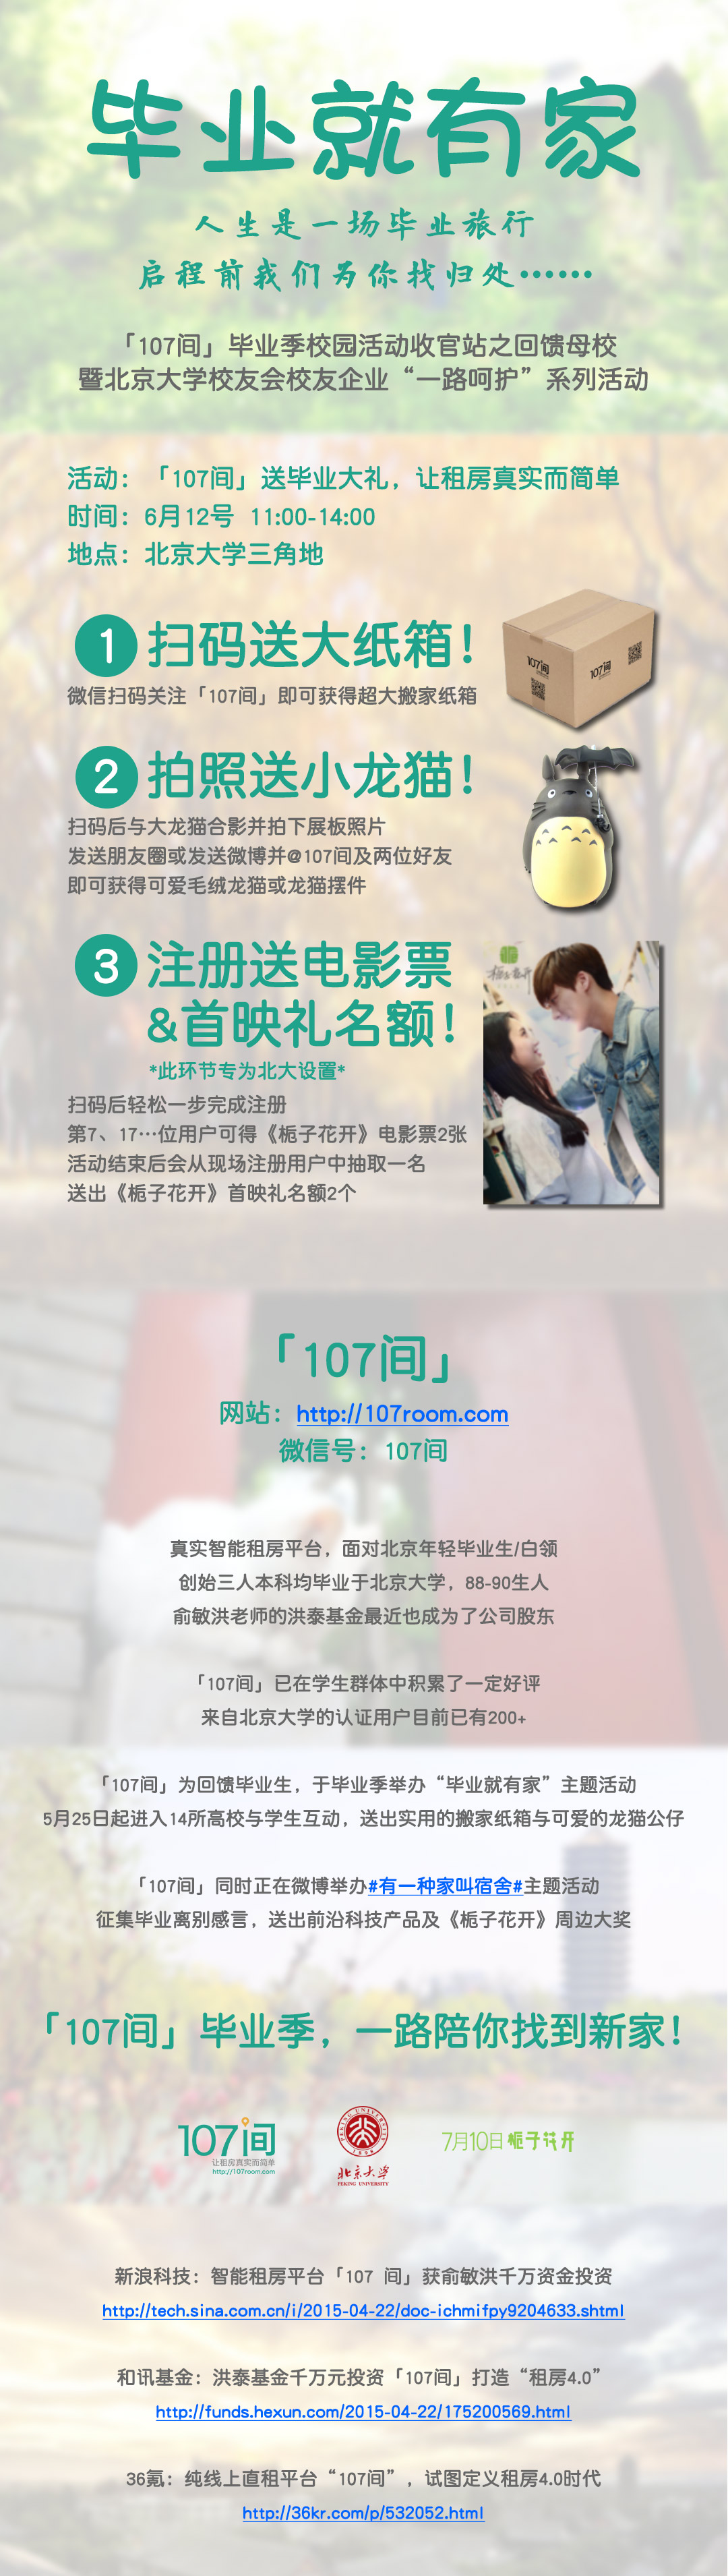 毕业就有家
人生是一场毕业旅行
启程前我们为你找归处……
「107间」毕业季校园活动收官站之回馈母校
暨北京大学校友会校友企业“一路呵护”系列活动
活动：「107间」送毕业大礼，让租房真实而简单
时间：6月12号 11:00-14:00
地点：北京大学三角地
1 扫码送大纸箱！
微信扫码关注「107间」即可获得超大搬家纸箱
107间
107间
2 拍照送小龙猫！
扫码后与大龙猫合影并拍下展板照片
发送朋友圈或发送微博并@107间及两位好友
即可获得可爱毛绒龙猫或龙猫摆件
3 注册送电影票
&首映礼名额！
*此环节专为北大设置*
扫码后轻松一步完成注册
第7、17…位用户可得《栀子花开》电影票2张
活动结束后会从现场注册用户中抽取一名
送出《栀子花开》首映礼名额2个
栀子花开
「107间」
网站：http://107room.com
微信号：107间
真实智能租房平台，面对北京年轻毕业生/白领
创始三人本科均毕业于北京大学，88-90生人
俞敏洪老师的洪泰基金最近也成为了公司股东
「107间」已在学生群体中积累了一定好评
来自北京大学的认证用户目前已有200+
「107间」为回馈毕业生，于毕业季举办“毕业就有家”主题活动
5月25日起进入14所高校与学生互动，送出实用的搬家纸箱与可爱的龙猫公仔
「107间」同时正在微博举办#有一种家叫宿舍#主题活动
征集毕业离别感言，送出前沿科技产品及《栀子花开》周边大奖
「107间」毕业季，一路陪你找到新家！
107间
让租房真实而简单
http://107room.com
PEKING UNIVERSITY
1898
北京大学
PEKING UNIVERSITY
7月10日 栀子花开
新浪科技：智能租房平台「107 间」获俞敏洪千万资金投资
http://tech.sina.com.cn/i/2015-04-22/doc-ichmifpy9204633.shtml
和讯基金：洪泰基金千万元投资「107间」打造“租房4.0”
http://funds.hexun.com/2015-04-22/175200569.html
36氪：纯线上直租平台“107间”，试图定义租房4.0时代
http://36kr.com/p/532052.html